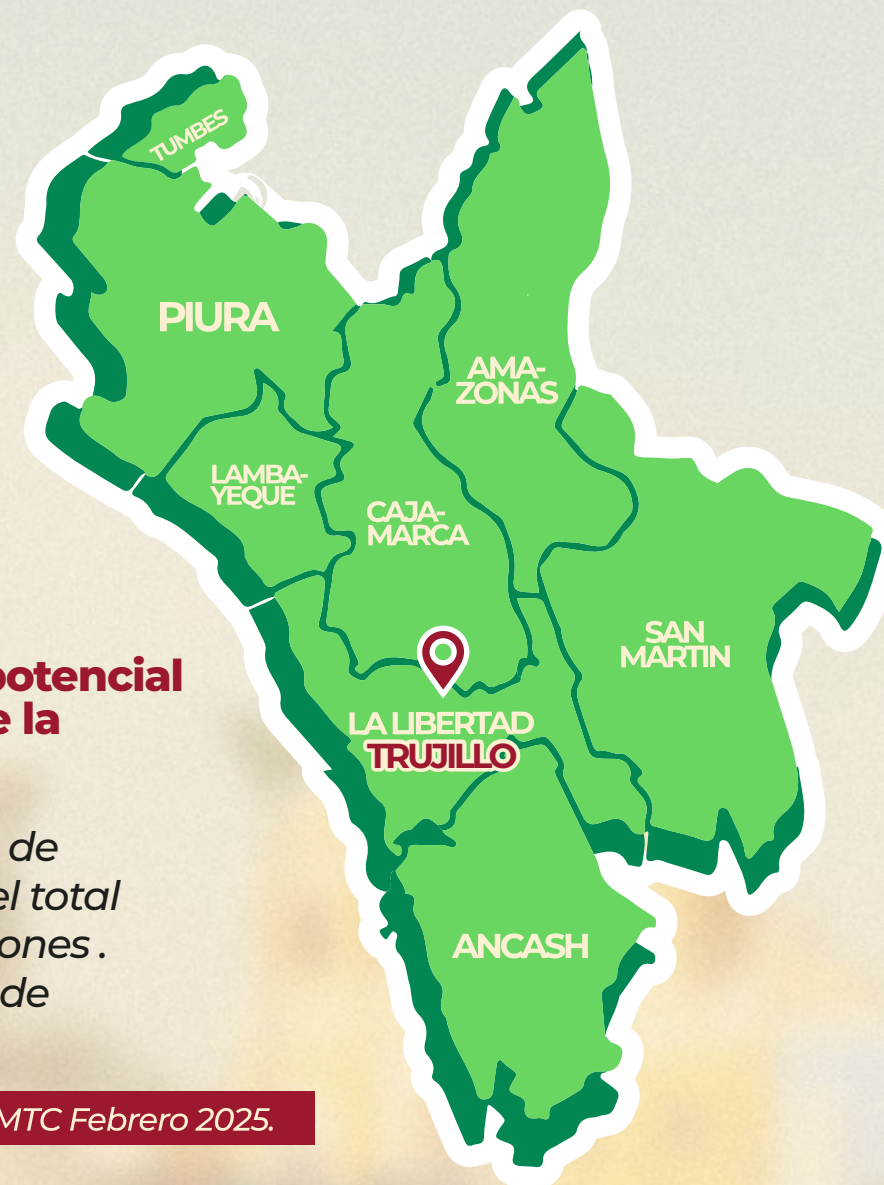 TUMBES
PIURA
AMA-
ZONAS
LAMBA-
YEQUE
CAJA-
MARCA
SAN
MARTIN
potencial
e la
LA LIBERTAD
TRUJILLO
de
el total
ones .
de
ANCASH
MTC Febrero 2025.